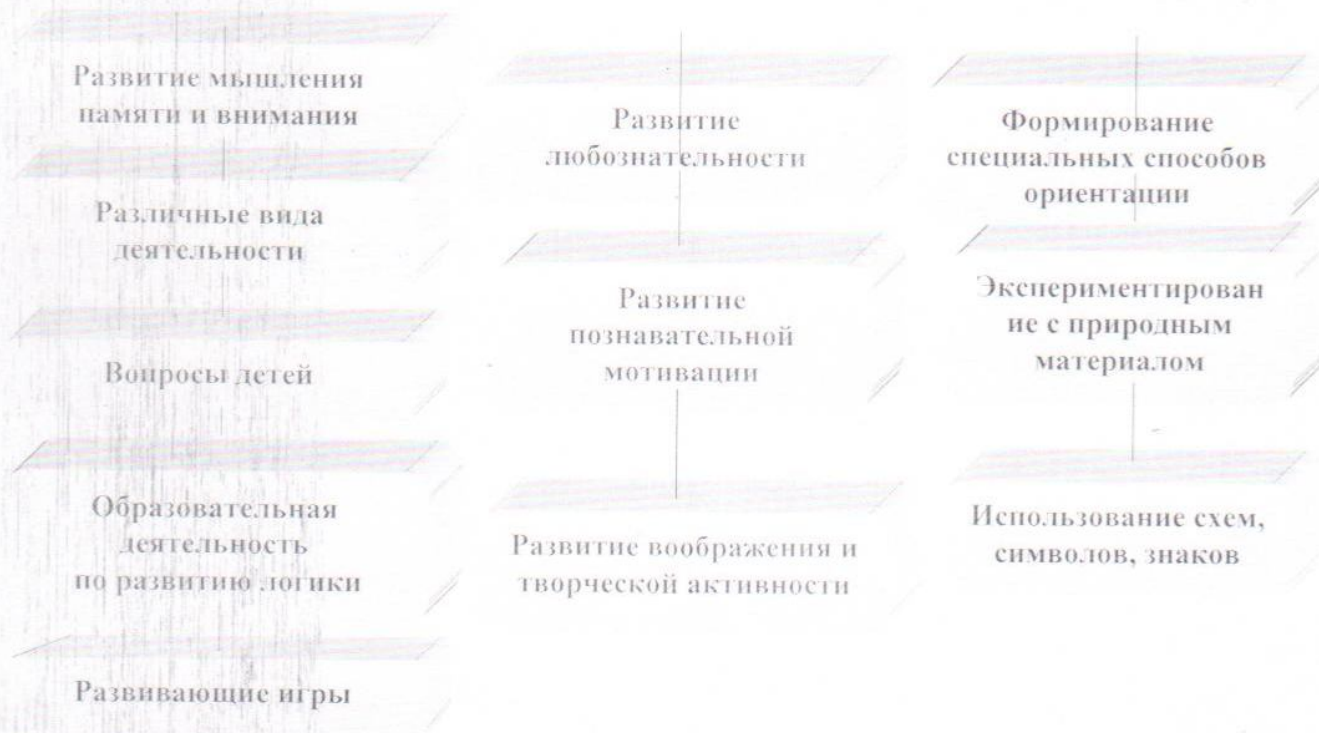 Развитие мышления
памяти и внимания
Различные вида
деятельности
Вопросы детей
Образовательная
деятельность
по развитию логики
Развивающие игры
Развитие
любознательности
Развитие
познавательной
мотивации
Развитие воображения и
творческой активности
Формирование
специальных способов
ориентации
Экспериментирован
ие с природным
материалом
Использование схем,
символов, знаков